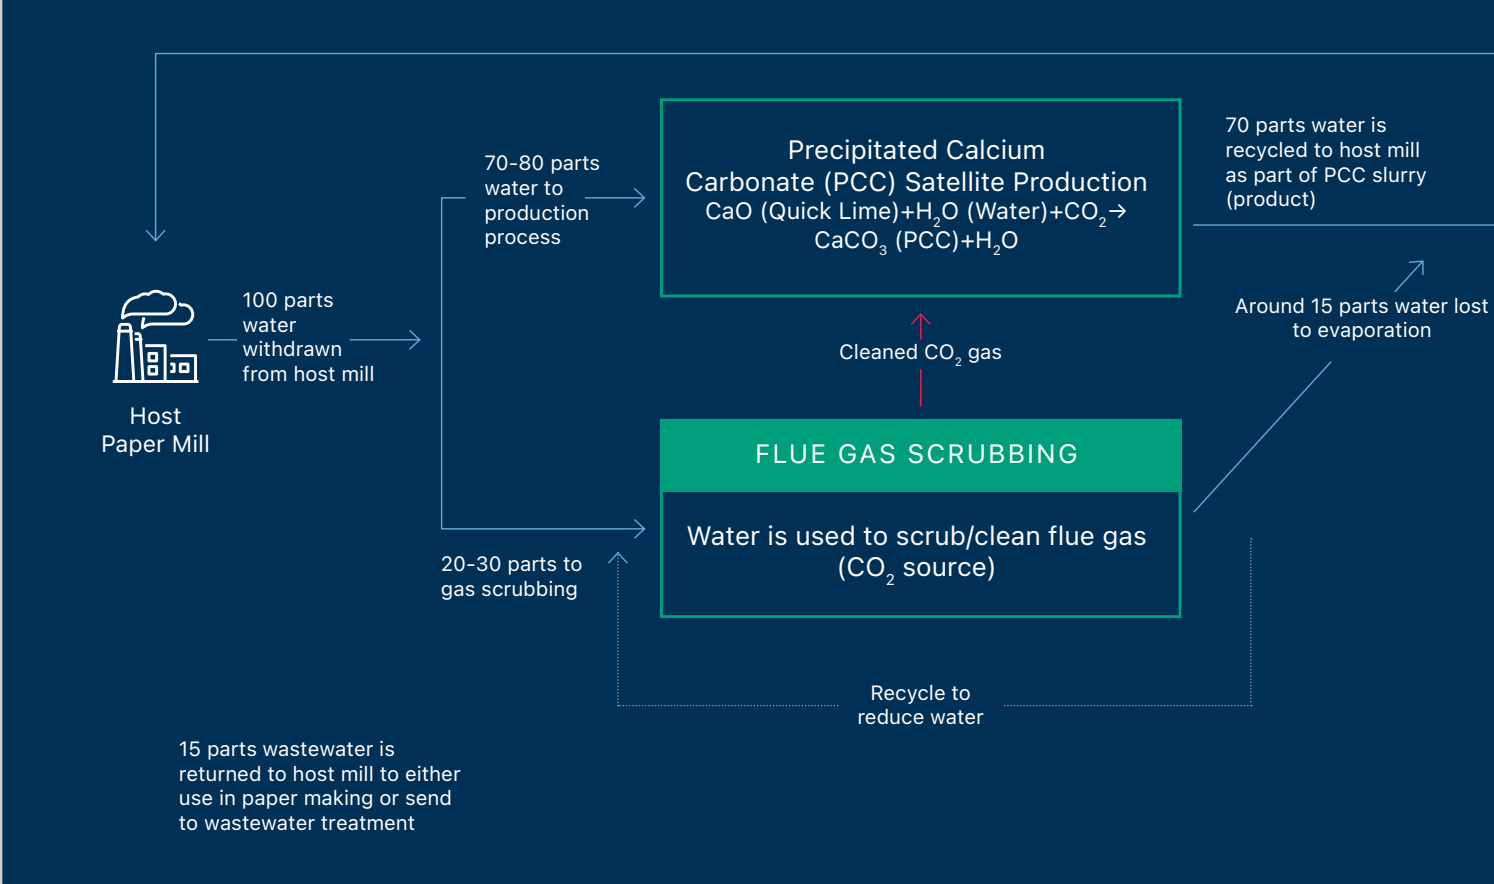 70 parts water is
recycled to host mill
as part of PCC slurry
(product)
Precipitated Calcium
Carbonate (PCC) Satellite Production
CaO (Quick Lime)+H₂O (Water)+CO₂→
CaCO₃ (PCC)+H₂O
70-80 parts
water to
production
process
100 parts
water
withdrawn
from host mill
Around 15 parts water lost
to evaporation
Cleaned CO₂ gas
Host
Paper Mill
FLUE GAS SCRUBBING
Water is used to scrub/clean flue gas
(CO₂ source)
20-30 parts to
gas scrubbing
Recycle to
reduce water
15 parts wastewater is
returned to host mill to either
use in paper making or send
to wastewater treatment